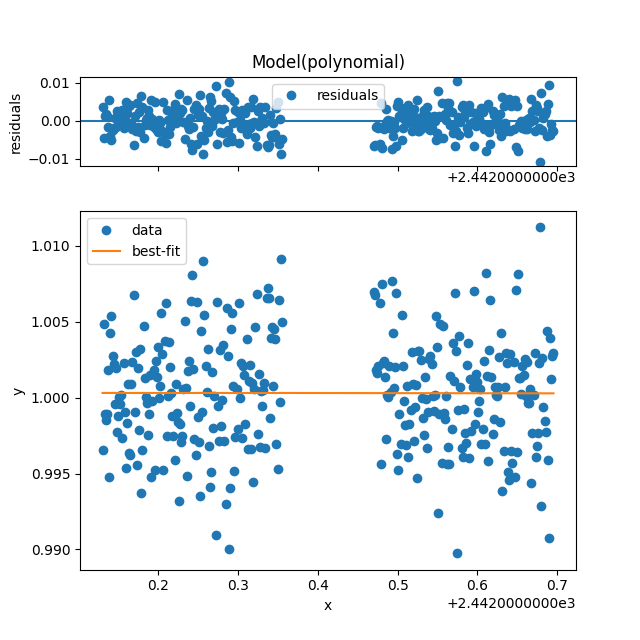 Model(polynomial)
residuals
0.01
0.00
−0.01
residuals
+2.4420000000e3
y
1.010
1.005
1.000
0.995
0.990
data
best-fit
0.2 0.3 0.4 0.5 0.6 0.7
x
+2.4420000000e3